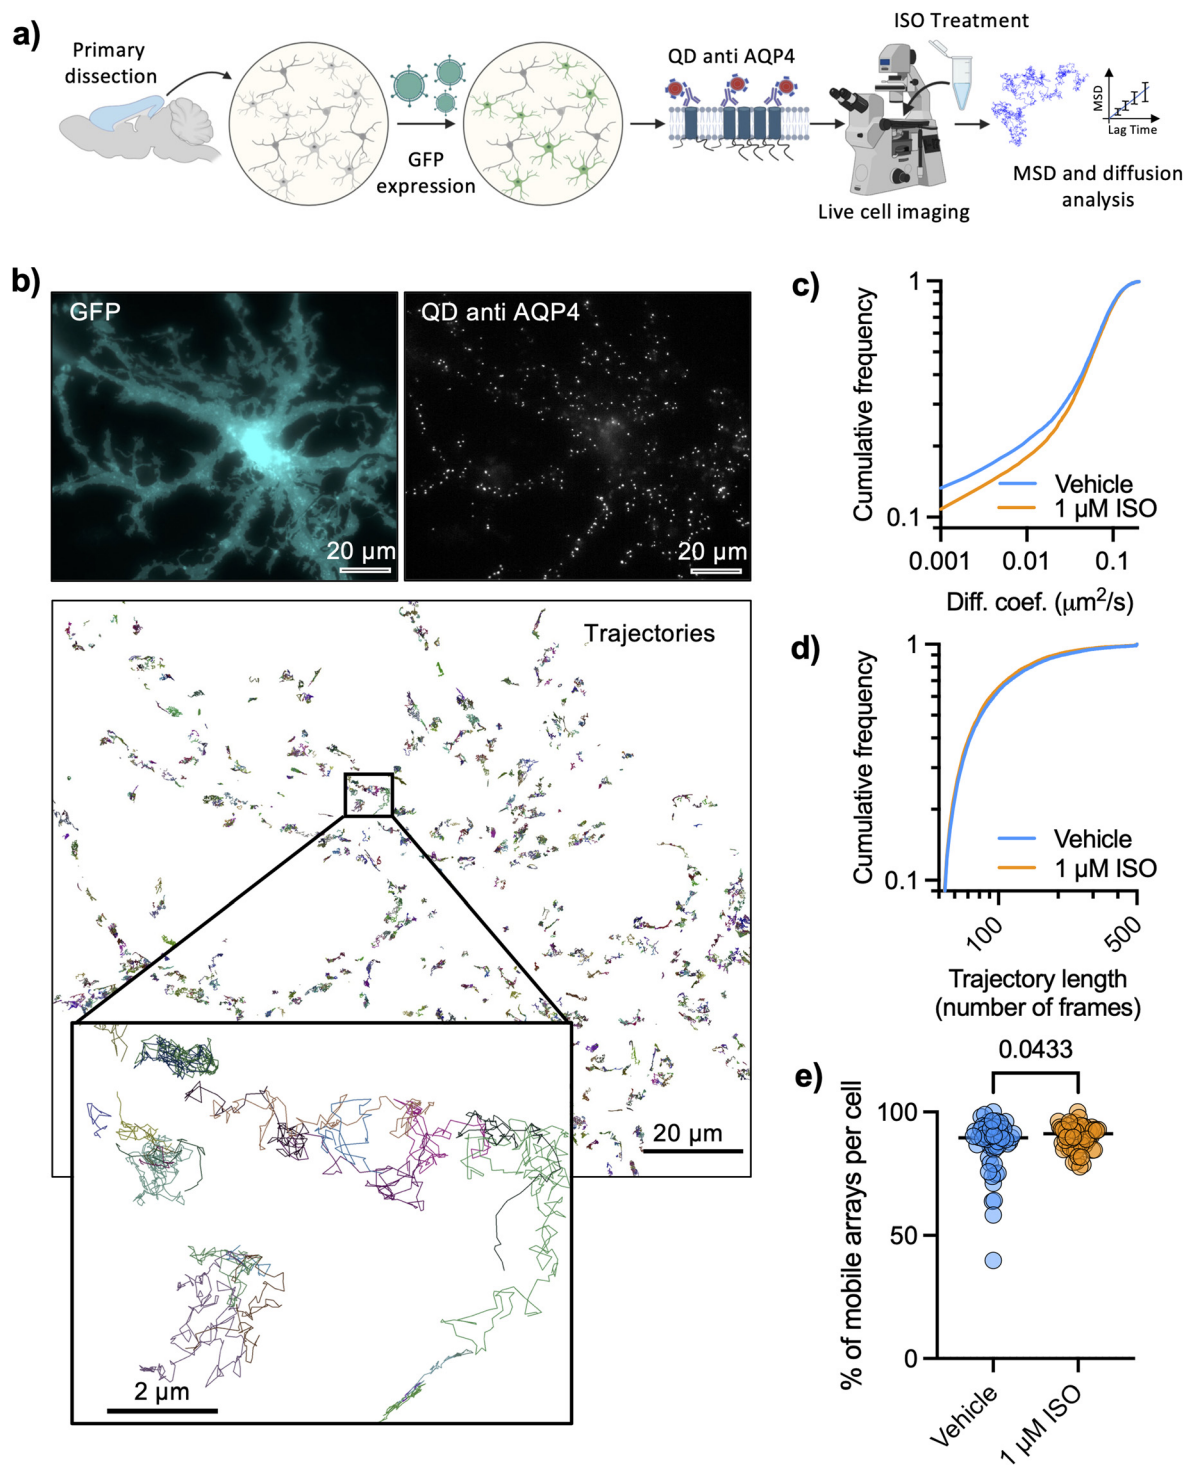 a)
Primary
dissection
GFP
expression
QD anti AQP4
ISO Treatment
Live cell imaging
MSD
Lag Time
MSD and diffusion
analysis
b)
GFP
20 μm
QD anti AQP4
20 μm
Trajectories
20 μm
2 μm
c)
Cumulative frequency
1
0.1
Vehicle
1 μM ISO
0.001 0.01 0.1
Diff. coef. (μm²/s)
d)
Cumulative frequency
1
0.1
Vehicle
1 μM ISO
100 500
Trajectory length
(number of frames)
e)
0.0433
% of mobile arrays per cell
100
50
0
Vehicle
1 μM ISO